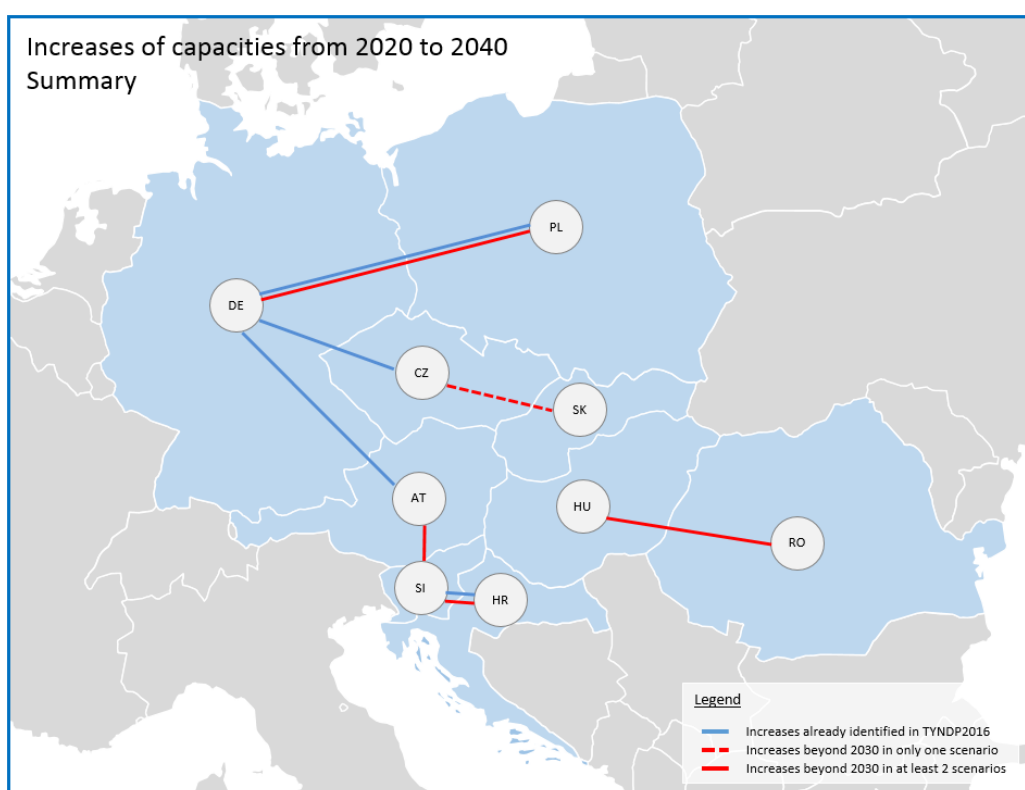 Increases of capacities from 2020 to 2040
Summary
PL
DE
CZ
SK
AT
HU
RO
SI
HR
Legend
Increases already identified in TYNDP2016
Increases beyond 2030 in only one scenario
Increases beyond 2030 in at least 2 scenarios